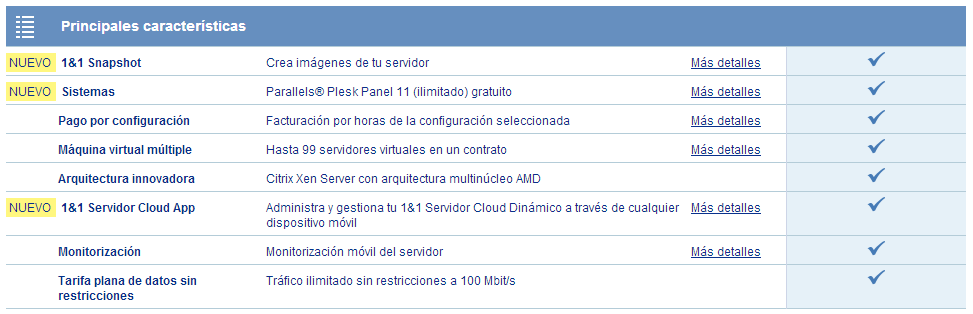 Principales características
NUEVO 1&1 Snapshot Crea imágenes de tu servidor Más detalles
NUEVO Sistemas Parallels® Plesk Panel 11 (ilimitado) gratuito Más detalles
Pago por configuración Facturación por horas de la configuración seleccionada Más detalles
Máquina virtual múltiple Hasta 99 servidores virtuales en un contrato Más detalles
Arquitectura innovadora Citrix Xen Server con arquitectura multinúcleo AMD
NUEVO 1&1 Servidor Cloud App Administra y gestiona tu 1&1 Servidor Cloud Dinámico a través de cualquier Más detalles
dispositivo móvil
Monitorización Monitorización móvil del servidor Más detalles
Tarifa plana de datos sin Tráfico ilimitado sin restricciones a 100 Mbit/s
restricciones